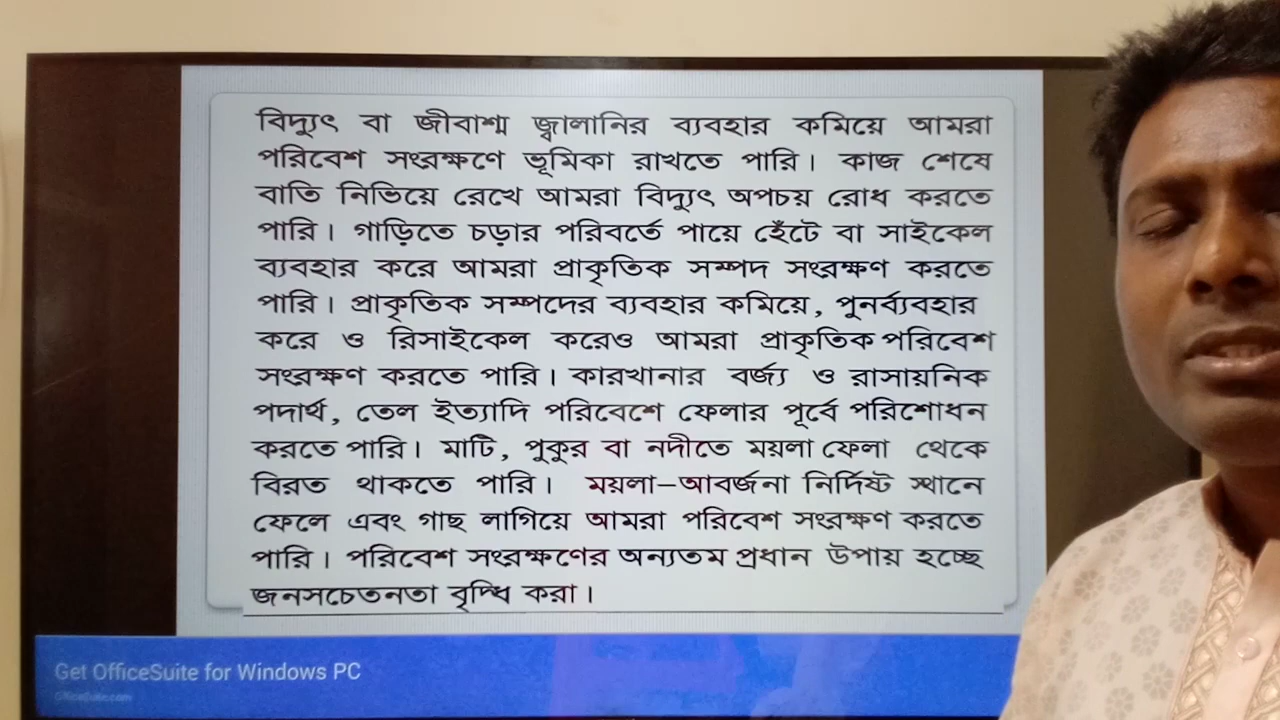 বিদ্যুৎ বা জীবাশ্ম জ্বালানির ব্যবহার কমিয়ে আমরা
পরিবেশ সংরক্ষণে ভূমিকা রাখতে পারি। কাজ শেষে
বাতি নিভিয়ে রেখে আমরা বিদ্যুৎ অপচয় রোধ করতে
পারি। গাড়িতে চড়ার পরিবর্তে পায়ে হেঁটে বা সাইকেল
ব্যবহার করে আমরা প্রাকৃতিক সম্পদ সংরক্ষণ করতে
পারি। প্রাকৃতিক সম্পদের ব্যবহার কমিয়ে, পুনর্ব্যবহার
করে ও রিসাইকেল করেও আমরা প্রাকৃতিক পরিবেশ
সংরক্ষণ করতে পারি। কারখানার বর্জ্য ও রাসায়নিক
পদার্থ, তেল ইত্যাদি পরিবেশে ফেলার পূর্বে পরিশোধন
করতে পারি। মাটি, পুকুর বা নদীতে ময়লা ফেলা থেকে
বিরত থাকতে পারি। ময়লা-আবর্জনা নির্দিষ্ট স্থানে
ফেলে এবং গাছ লাগিয়ে আমরা পরিবেশ সংরক্ষণ করতে
পারি। পরিবেশ সংরক্ষণের অন্যতম প্রধান উপায় হচ্ছে
জনসচেতনতা বৃদ্ধি করা।
Get OfficeSuite for Windows PC
OfficeSuite.com